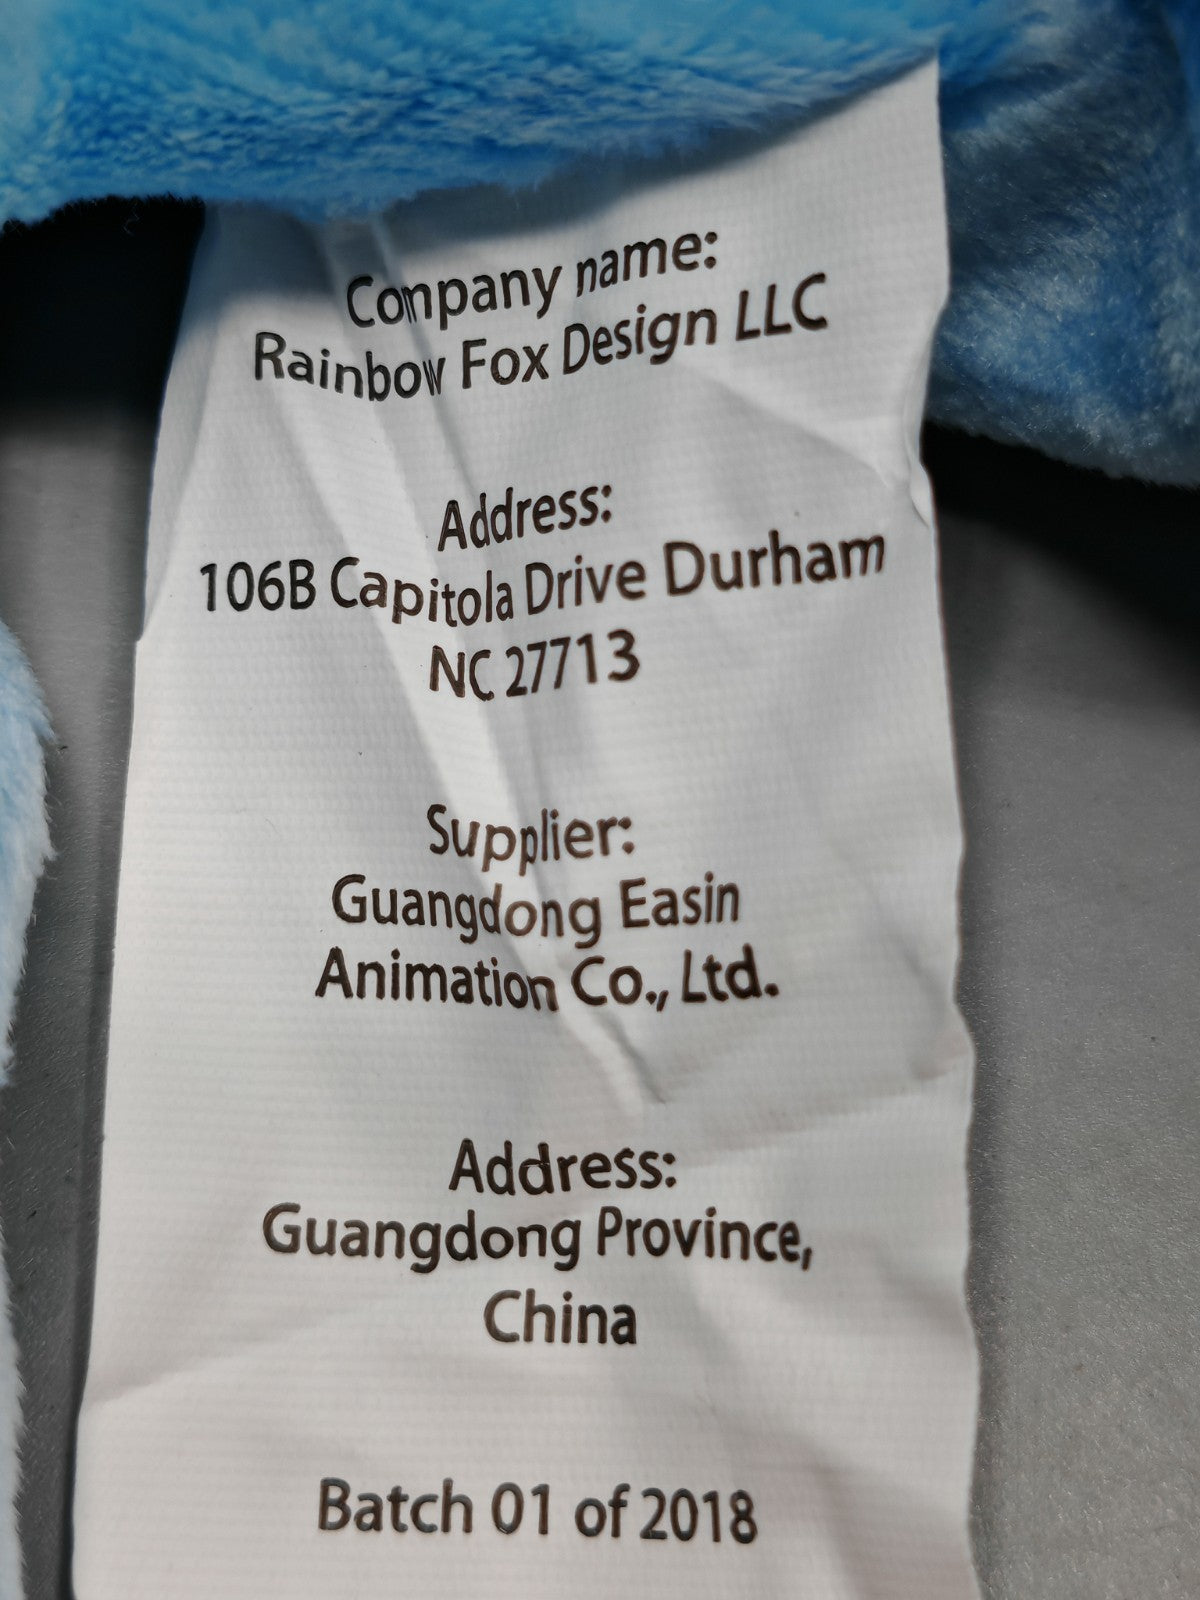 Company name:
Rainbow Fox Design LLC
Address:
106B Capitola Drive Durham
NC 27713
Supplier:
Guangdong Easin
Animation Co., Ltd.
Address:
Guangdong Province,
China
Batch 01 of 2018